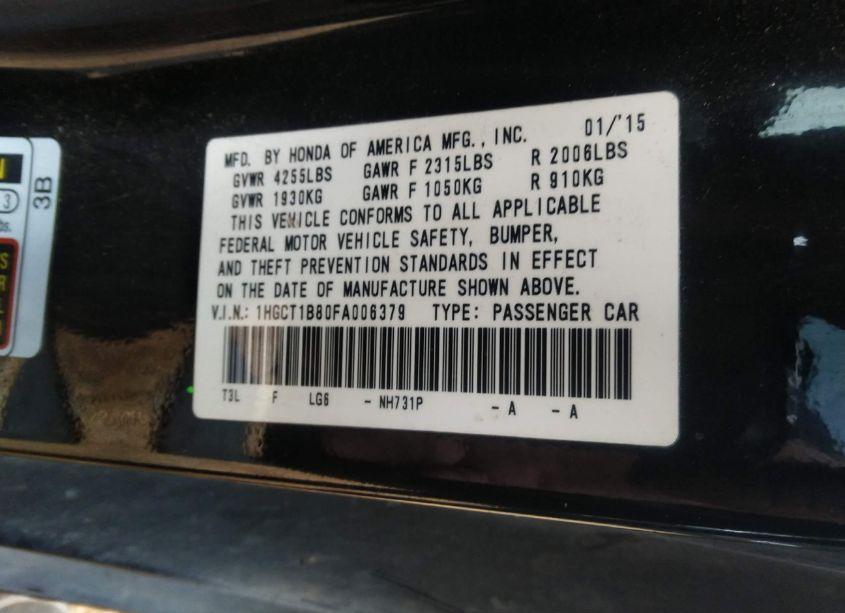 MFD. BY HONDA OF AMERICA MFG., INC. 01/'15
GVWR 4255LBS GAWR F 2315LBS R 2006LBS
GVWR 1930KG GAWR F 1050KG R 910KG
THIS VEHICLE CONFORMS TO ALL APPLICABLE
FEDERAL MOTOR VEHICLE SAFETY, BUMPER,
AND THEFT PREVENTION STANDARDS IN EFFECT
ON THE DATE OF MANUFACTURE SHOWN ABOVE.
V.I.N.: 1HGCT1B80FA006379 TYPE: PASSENGER CAR
T3L F LG6 - NH731P - A - A
3B
3